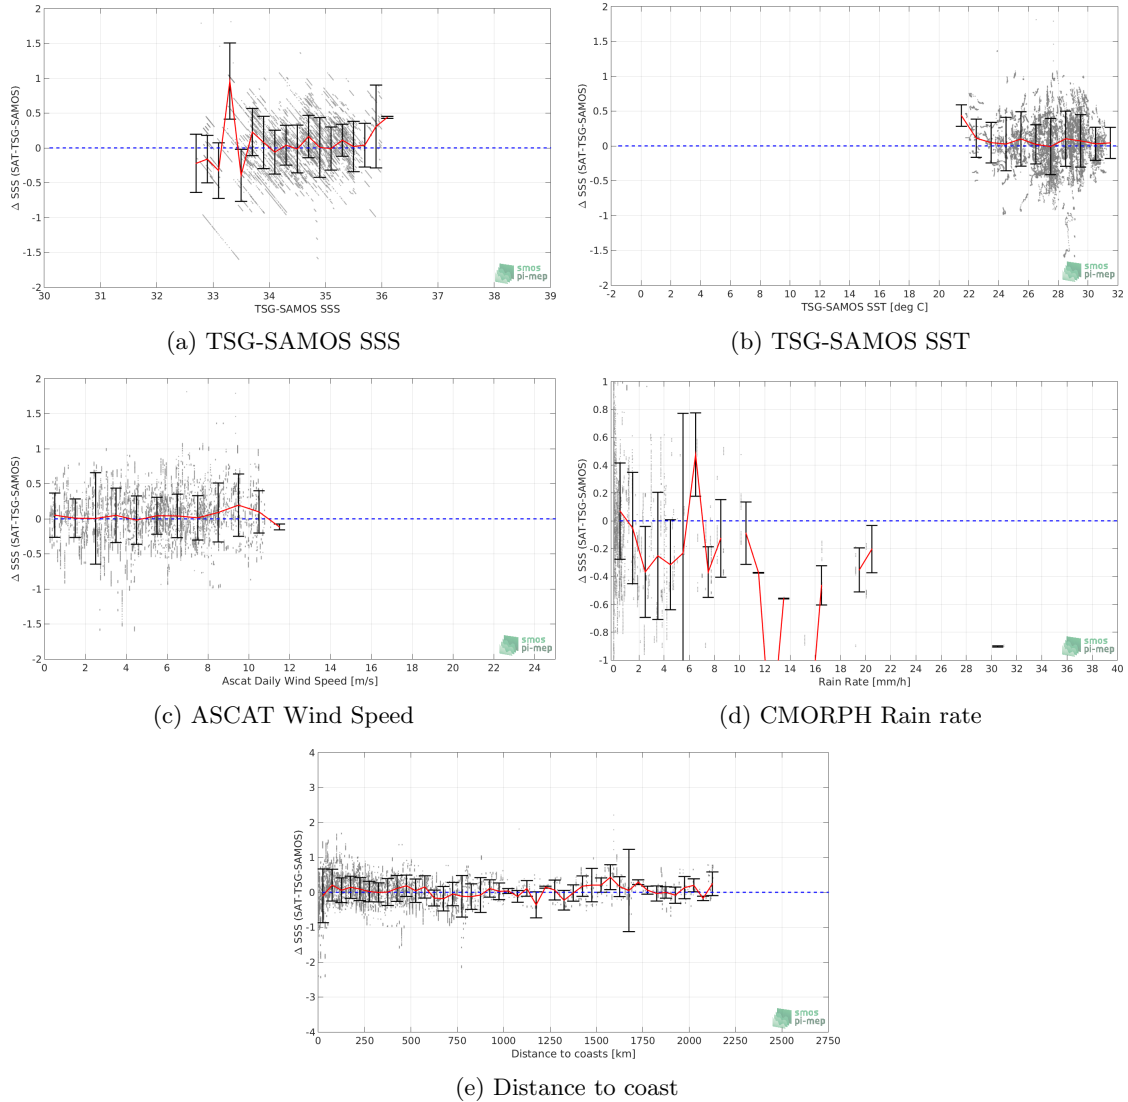 2
1.5
1
0.5
0
-0.5
-1
-1.5
-2
Δ SSS (SAT-TSG-SAMOS)
30 31 32 33 34 35 36 37 38 39
TSG-SAMOS SSS
smos
pi-mep
(a) TSG-SAMOS SSS
2
1.5
1
0.5
0
-0.5
-1
-1.5
-2
Δ SSS (SAT-TSG-SAMOS)
-2 0 2 4 6 8 10 12 14 16 18 20 22 24 26 28 30 32
TSG-SAMOS SST [deg C]
smos
pi-mep
(b) TSG-SAMOS SST
2
1.5
1
0.5
0
-0.5
-1
-1.5
-2
Δ SSS (SAT-TSG-SAMOS)
0 2 4 6 8 10 12 14 16 18 20 22 24
Ascat Daily Wind Speed [m/s]
smos
pi-mep
(c) ASCAT Wind Speed
1
0.8
0.6
0.4
0.2
0
-0.2
-0.4
-0.6
-0.8
-1
Δ SSS (SAT-TSG-SAMOS)
0 2 4 6 8 10 12 14 16 18 20 22 24 26 28 30 32 34 36 38 40
Rain Rate [mm/h]
smos
pi-mep
(d) CMORPH Rain rate
4
3
2
1
0
-1
-2
-3
-4
Δ SSS (SAT-TSG-SAMOS)
0 250 500 750 1000 1250 1500 1750 2000 2250 2500 2750
Distance to coasts [km]
smos
pi-mep
(e) Distance to coast